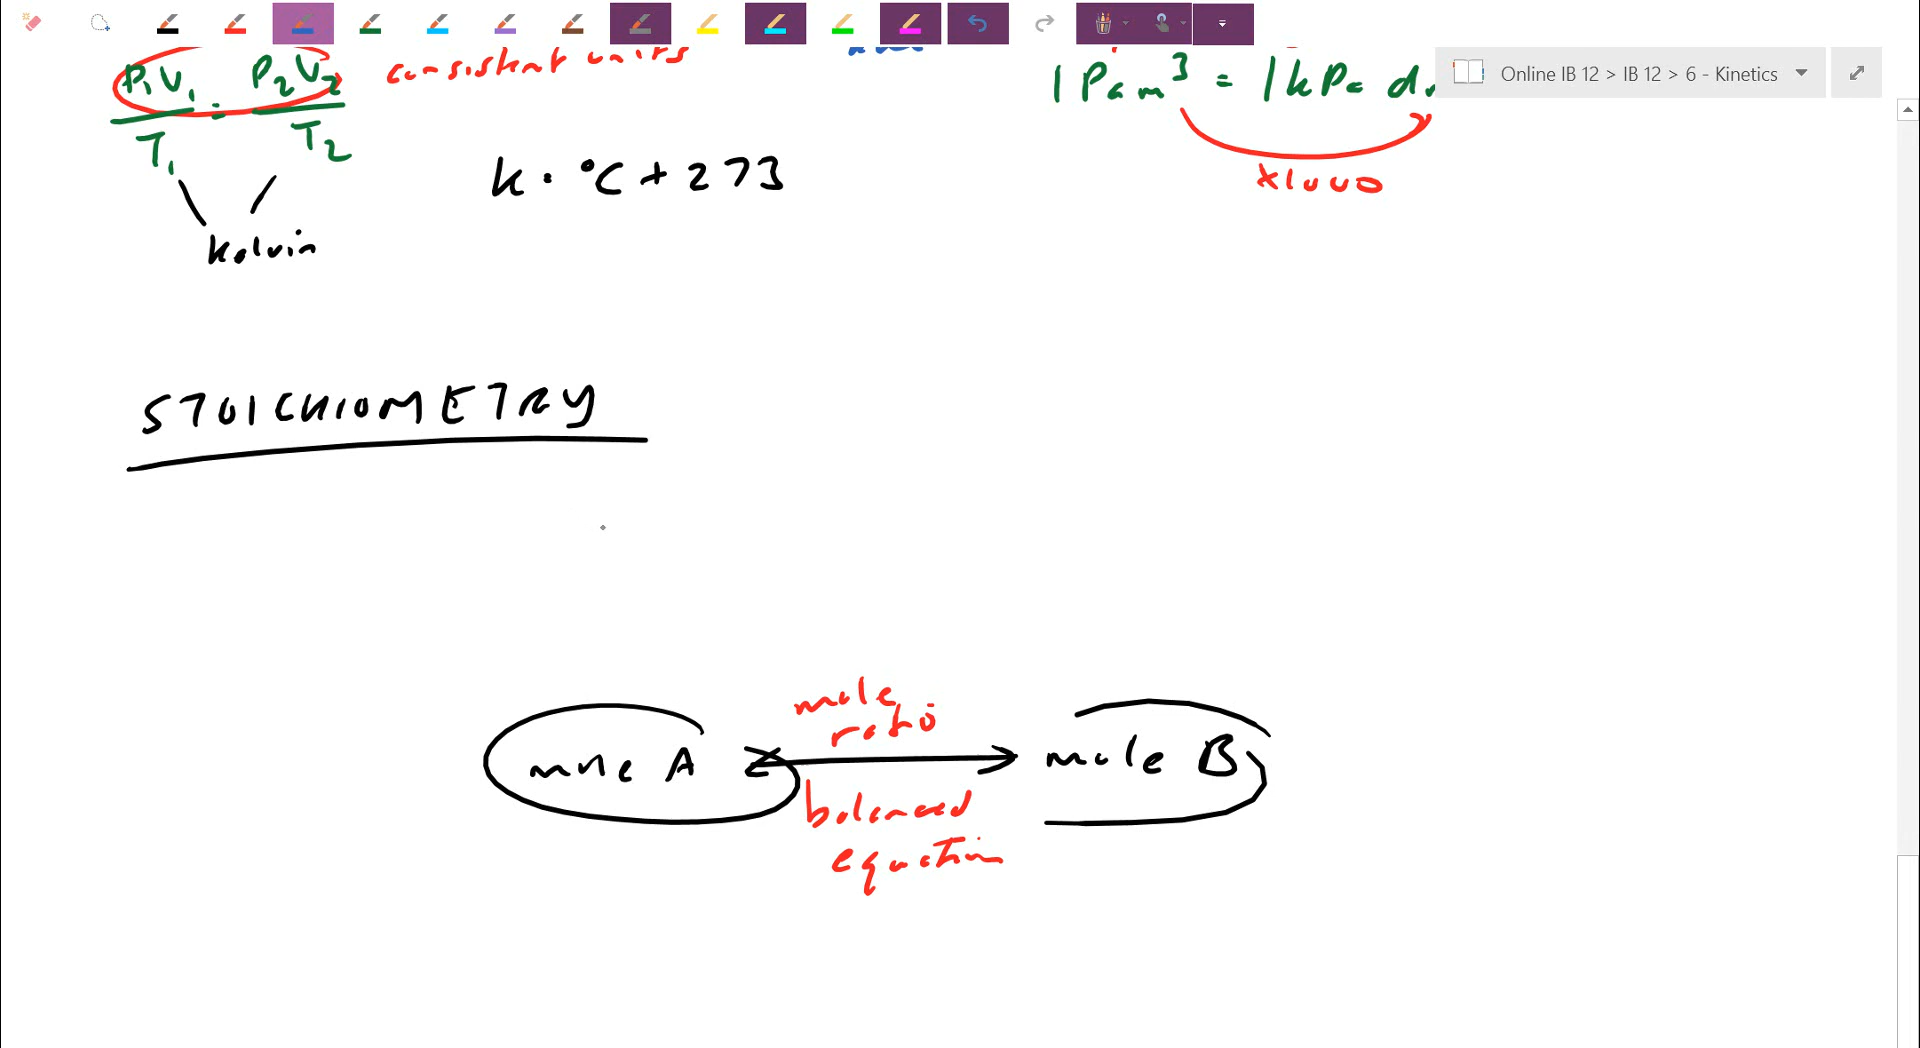 P₁V₁ = P₂V₂
T₁ T₂
consistent units
1 Pa m³ = 1 kPa d
x1000
K = °C + 273
Kelvin
Online IB 12 > IB 12 > 6 - Kinetics
STOICHIOMETRY
mole
ratio
mole A
mole B
balanced
equation